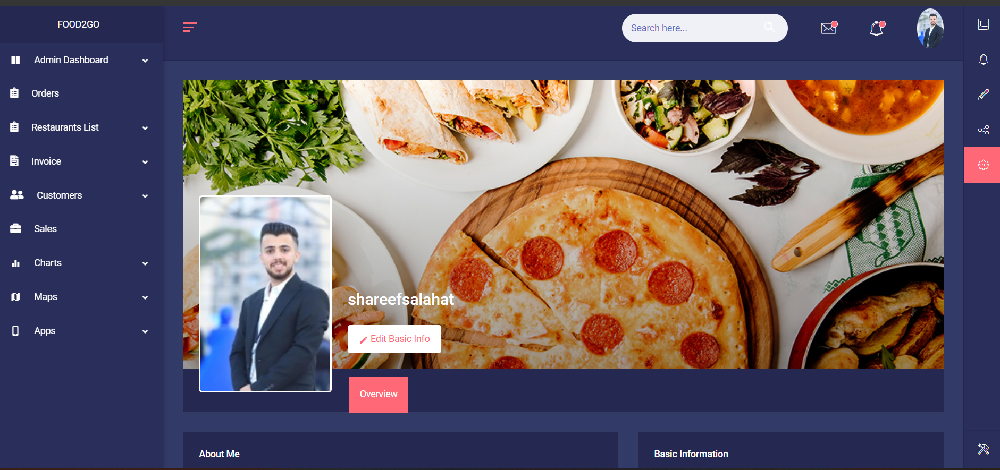 FOOD2GO
Search here...
Admin Dashboard
Orders
Restaurants List
Invoice
Customers
Sales
Charts
Maps
Apps
shareefsalahat
Edit Basic Info
Overview
About Me
Basic Information